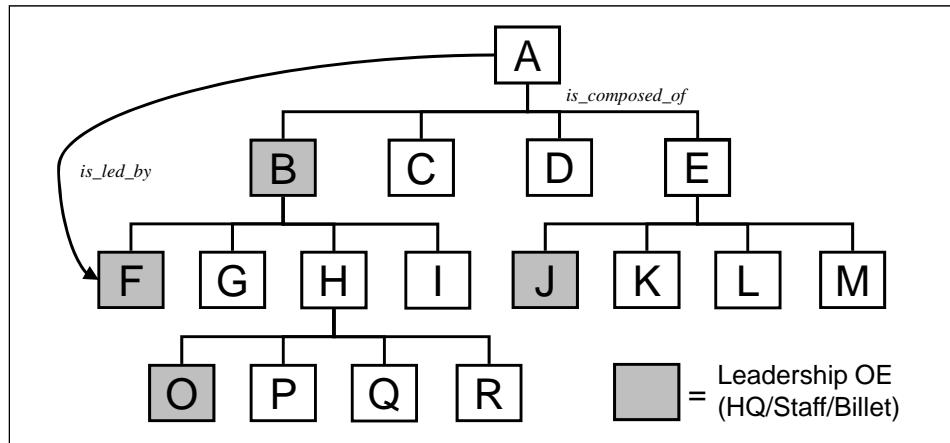 A
is_composed_of
is_led_by
B C D E
F G H I J K L M
O P Q R
= Leadership OE
(HQ/Staff/Billet)